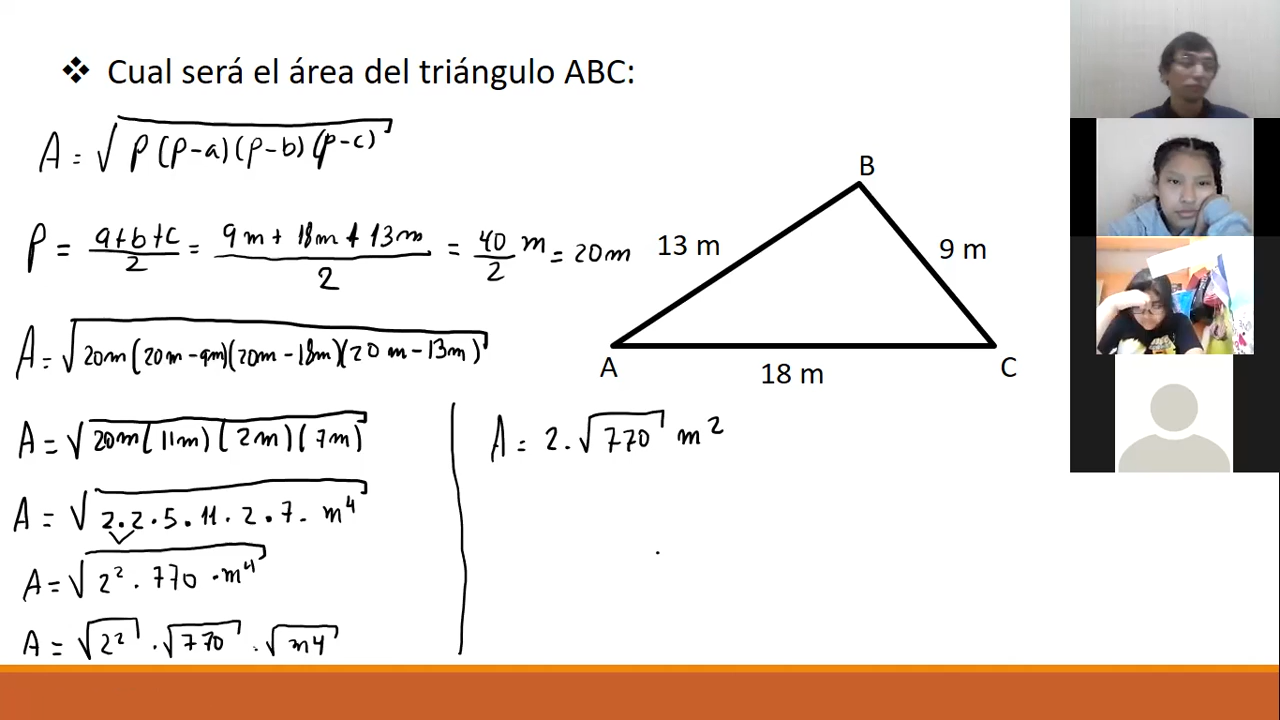 ❖ Cual será el área del triángulo ABC:
A = √(p(p-a)(p-b)(p-c))
p = (a+b+c)/2 = (9m + 18m + 13m)/2 = 40/2 m = 20m
A = √(20m(20m-9m)(20m-18m)(20m-13m))
A = √(20m(11m)(2m)(7m))
A = √(2.2.5.11.2.7.m⁴)
A = √(2².770.m⁴)
A = √2².√770.√m4
A = 2.√770 m²
B
13 m
9 m
A
18 m
C